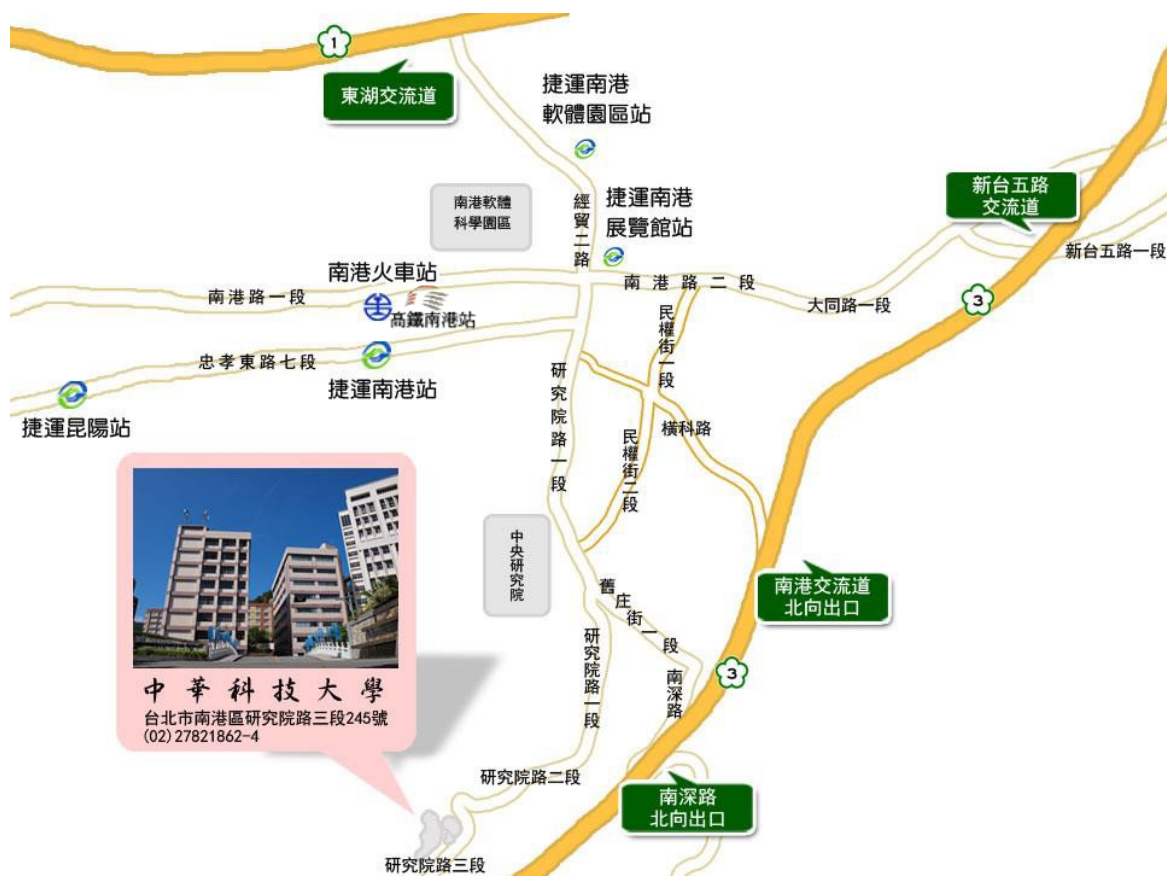 1
東湖交流道
捷運南港
軟體園區站
南港軟體
科學園區
經貿二路
捷運南港
展覽館站
新台五路
交流道
新台五路一段
南港火車站
高鐵南港站
南港路一段
南港路二段
大同路一段
3
忠孝東路七段
捷運南港站
捷運昆陽站
民權街一段
研究院路一段
橫科路
民權街二段
中央研究院
南港交流道
北向出口
舊庄街一段
研究院路一段
南深路
3
中華科技大學
台北市南港區研究院路三段245號
(02)27821862-4
研究院路二段
南深路
北向出口
研究院路三段